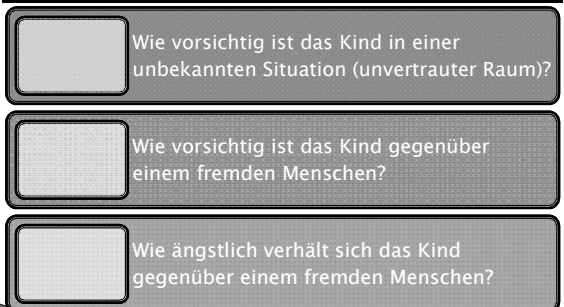 Wie vorsichtig ist das Kind in einer
unbekannten Situation (unvertrauter Raum)?
Wie vorsichtig ist das Kind gegenüber
einem fremden Menschen?
Wie ängstlich verhält sich das Kind
gegenüber einem fremden Menschen?